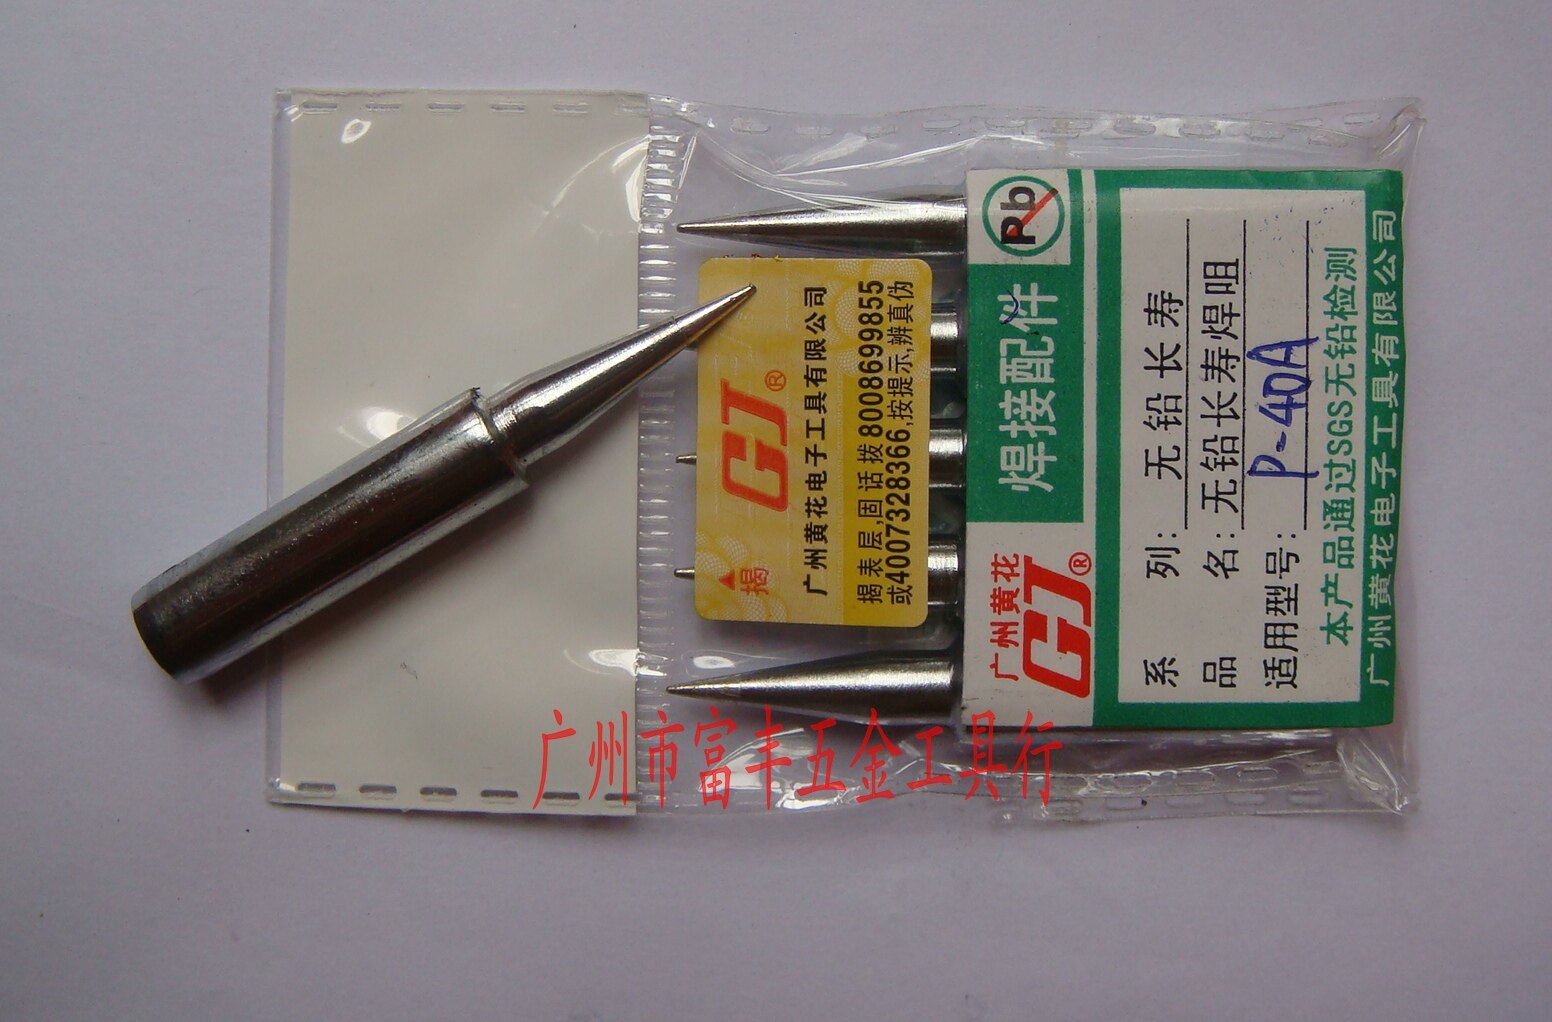 Pb
焊接配件
广州黄花
GJ®
系 列: 无铅长寿
品 名: 无铅长寿焊咀
适用型号: P-40A
本产品通过SGS无铅检测
广州黄花电子工具有限公司
揭
GJ®
广州黄花电子工具有限公司
揭表层,固话拨8008699855
或4007328366,按提示,辨真伪
广州市富丰五金工具行